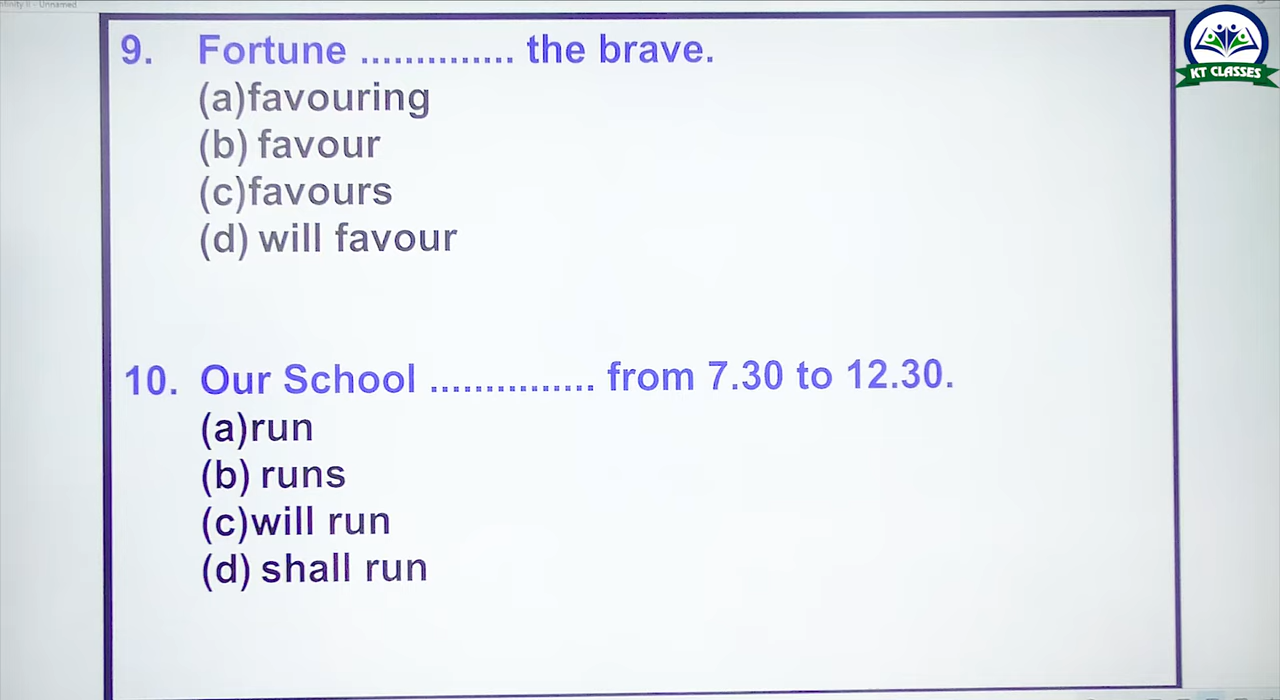 9. Fortune .............. the brave.
(a)favouring
(b) favour
(c)favours
(d) will favour
10. Our School ............... from 7.30 to 12.30.
(a)run
(b) runs
(c)will run
(d) shall run
KT CLASSES